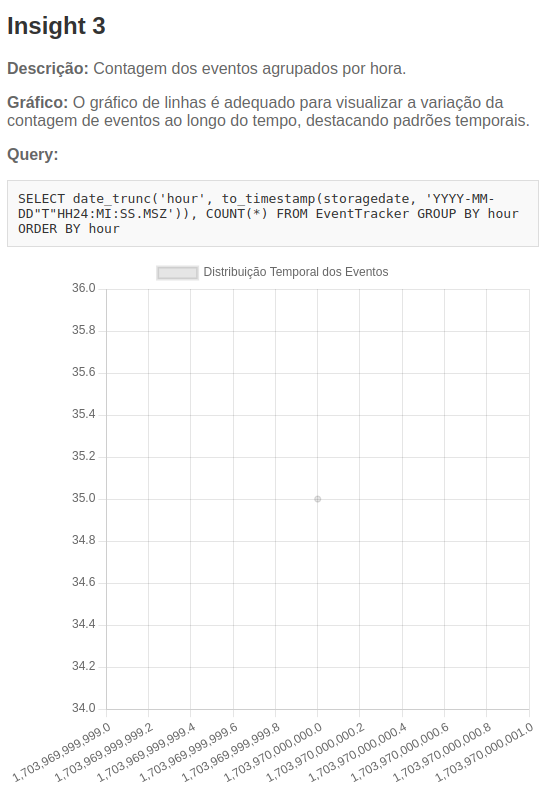 Insight 3
Descrição: Contagem dos eventos agrupados por hora.
Gráfico: O gráfico de linhas é adequado para visualizar a variação da
contagem de eventos ao longo do tempo, destacando padrões temporais.
Query:
SELECT date_trunc('hour', to_timestamp(storagedate, 'YYYY-MM-
DD"T"HH24:MI:SS.MSZ')), COUNT(*) FROM EventTracker GROUP BY hour
ORDER BY hour
Distribuição Temporal dos Eventos
36.0
35.8
35.6
35.4
35.2
35.0
34.8
34.6
34.4
34.2
34.0
1,703,969,999,999.0
1,703,969,999,999.2
1,703,969,999,999.4
1,703,969,999,999.6
1,703,969,999,999.8
1,703,970,000,000.0
1,703,970,000,000.2
1,703,970,000,000.4
1,703,970,000,000.6
1,703,970,000,000.8
1,703,970,000,001.0